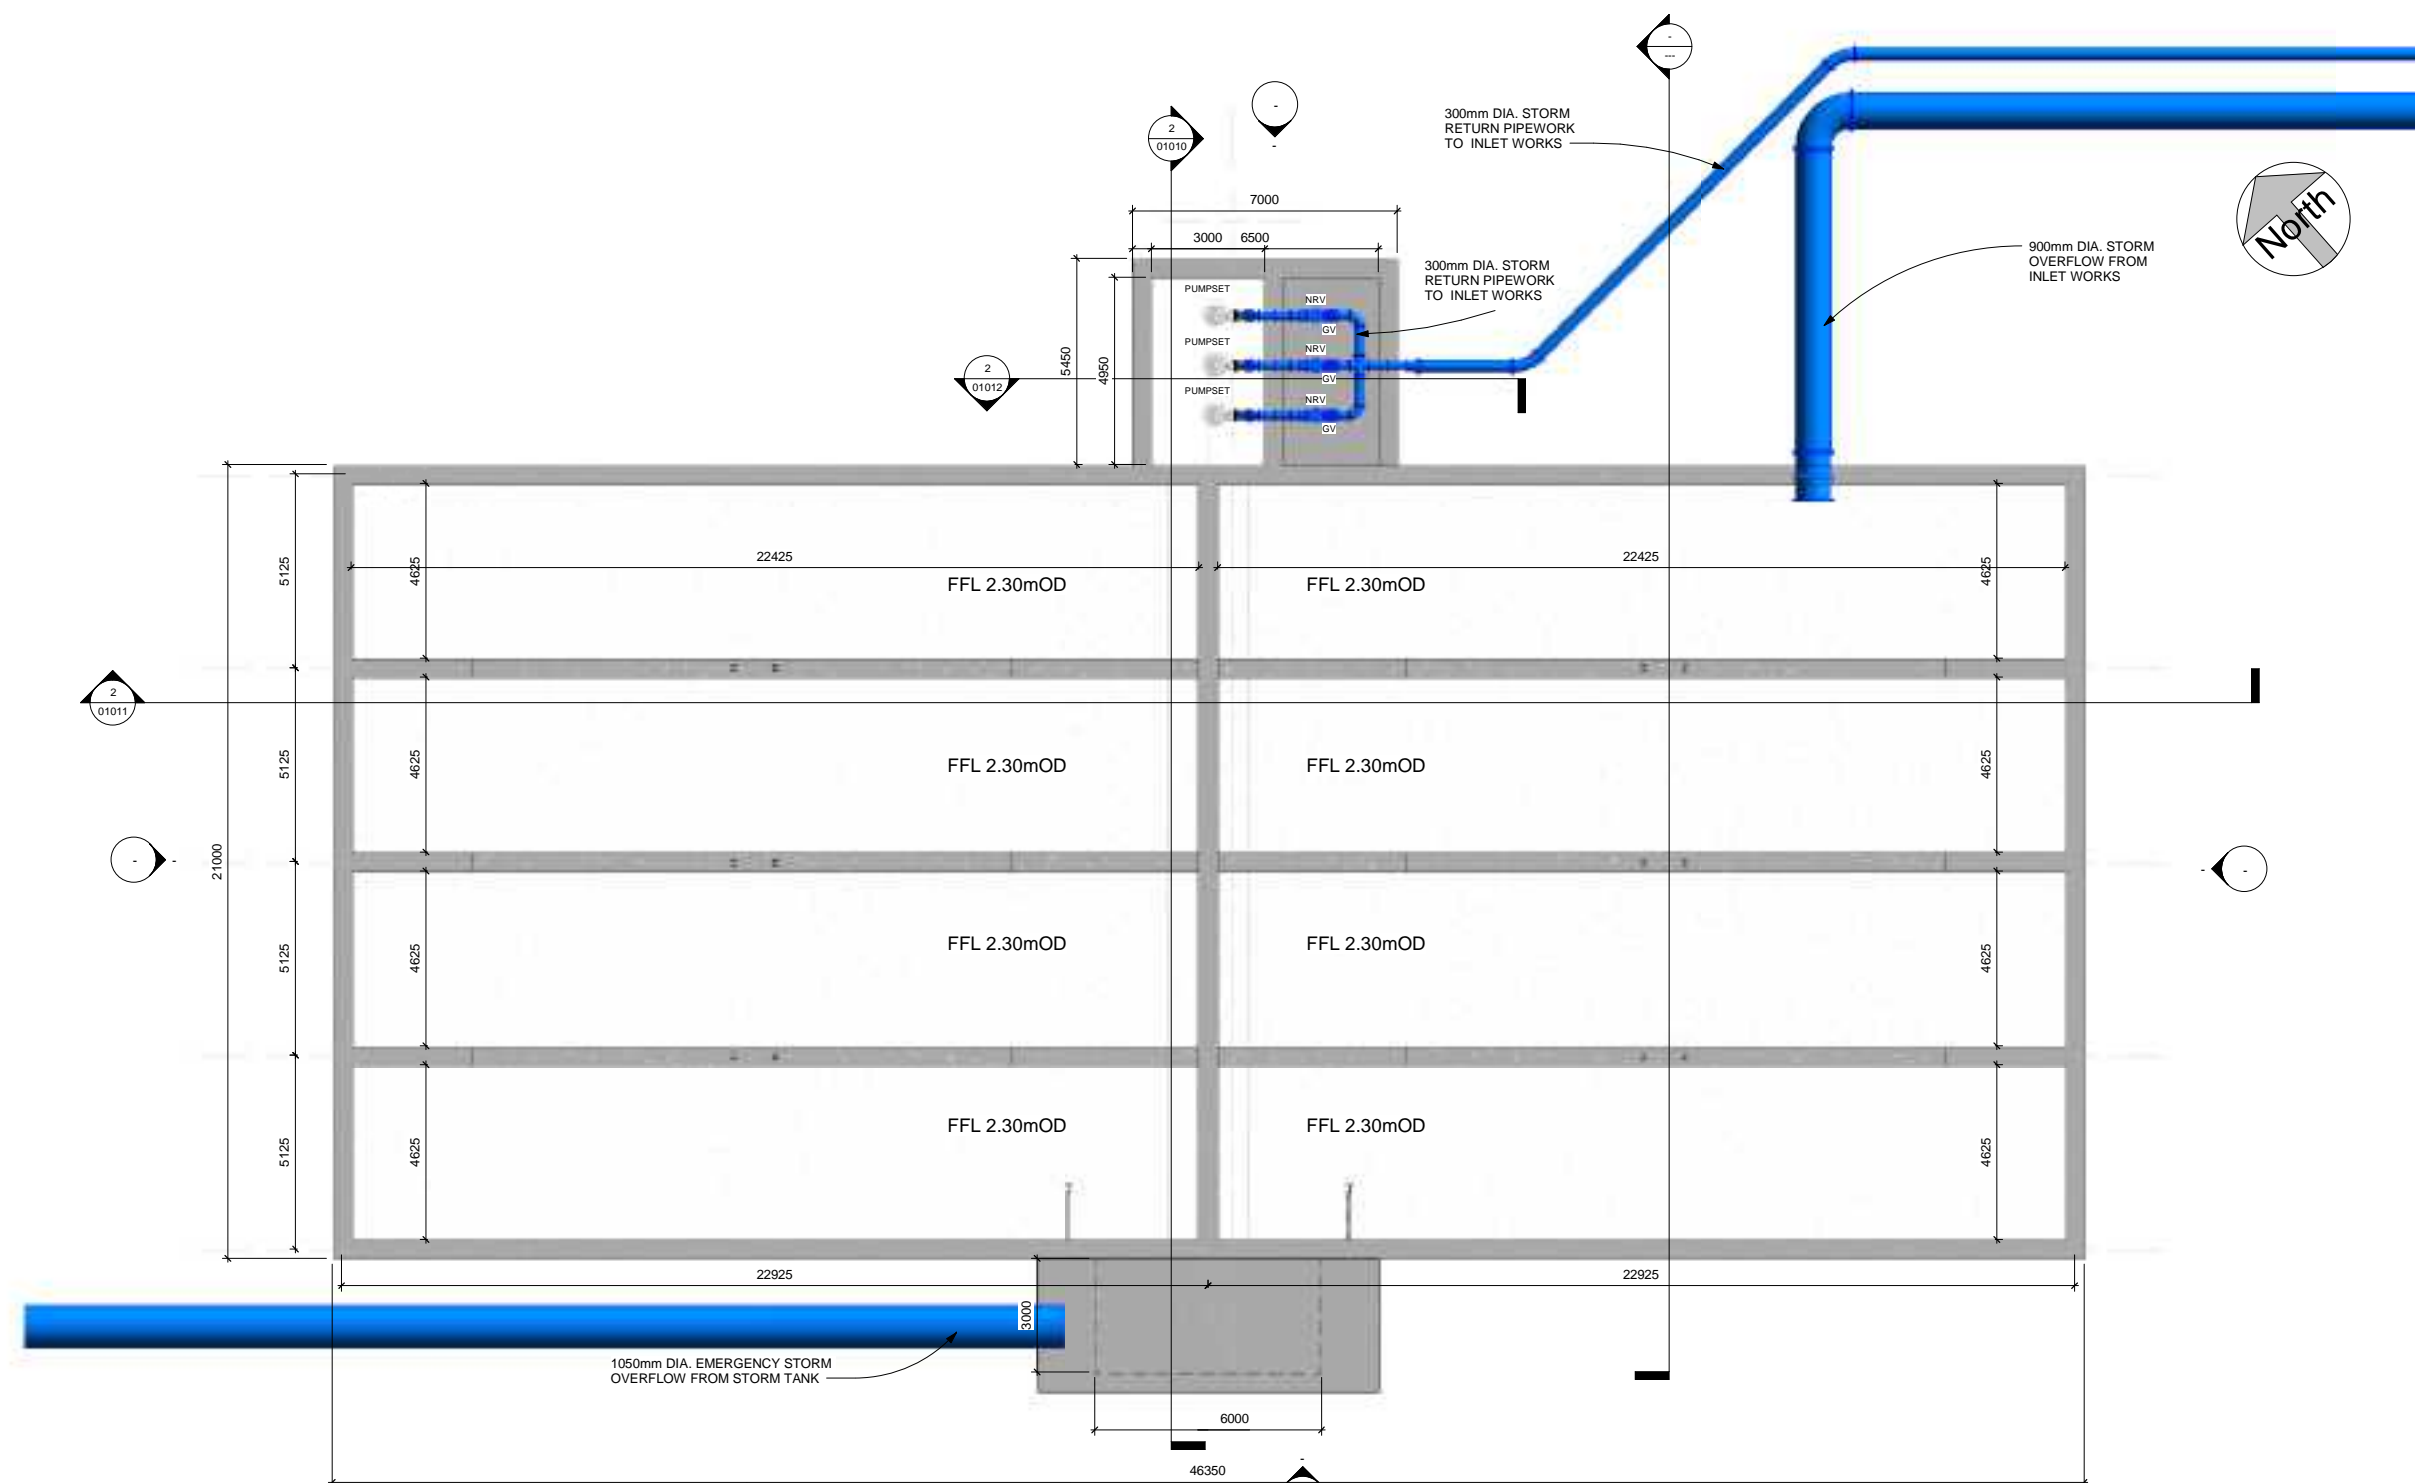 -
---
300mm DIA. STORM
RETURN PIPEWORK
TO INLET WORKS
-
-
2
01010
North
7000
900mm DIA. STORM
OVERFLOW FROM
INLET WORKS
3000
6500
300mm DIA. STORM
RETURN PIPEWORK
TO INLET WORKS
PUMPSET
NRV
GV
PUMPSET
NRV
GV
PUMPSET
NRV
GV
5450
4950
2
01012
22425
22425
5125
4625
4625
FFL 2.30mOD
FFL 2.30mOD
2
01011
5125
4625
4625
FFL 2.30mOD
FFL 2.30mOD
21000
-
-
-
-
5125
4625
4625
FFL 2.30mOD
FFL 2.30mOD
5125
4625
4625
FFL 2.30mOD
FFL 2.30mOD
22925
22925
3000
1050mm DIA. EMERGENCY STORM
OVERFLOW FROM STORM TANK
6000
-
46350